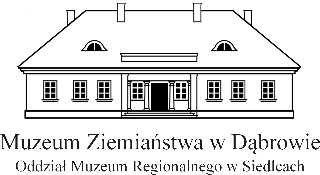 Muzeum Ziemiaństwa w Dąbrowie
Oddział Muzeum Regionalnego w Siedlcach